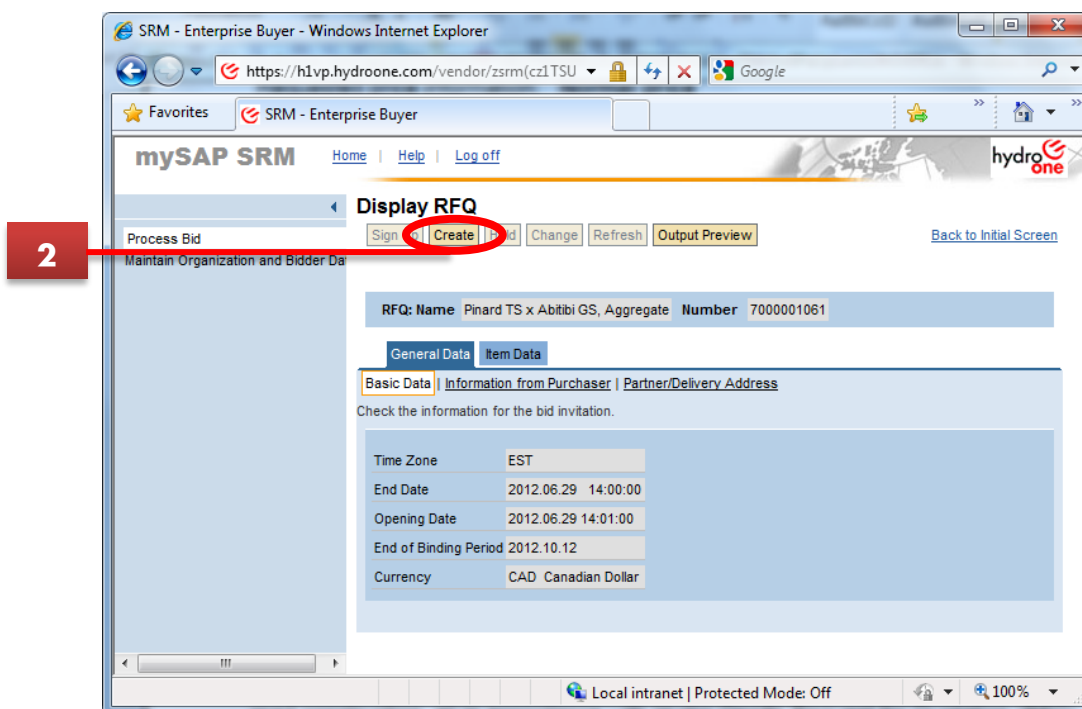 SRM - Enterprise Buyer - Windows Internet Explorer
https://h1vp.hydroone.com/vendor/zsrm(cz1TSU
Google
Favorites
SRM - Enterprise Buyer
mySAP SRM Home | Help | Log off
hydro one
Display RFQ
Sign Create Change Refresh Output Preview Back to Initial Screen
2
Process Bid
Maintain Organization and Bidder Da
RFQ: Name Pinard TS x Abitibi GS, Aggregate Number 7000001061
General Data Item Data
Basic Data | Information from Purchaser | Partner/Delivery Address
Check the information for the bid invitation.
Time Zone EST
End Date 2012.06.29 14:00:00
Opening Date 2012.06.29 14:01:00
End of Binding Period 2012.10.12
Currency CAD Canadian Dollar
Local intranet | Protected Mode: Off
100%